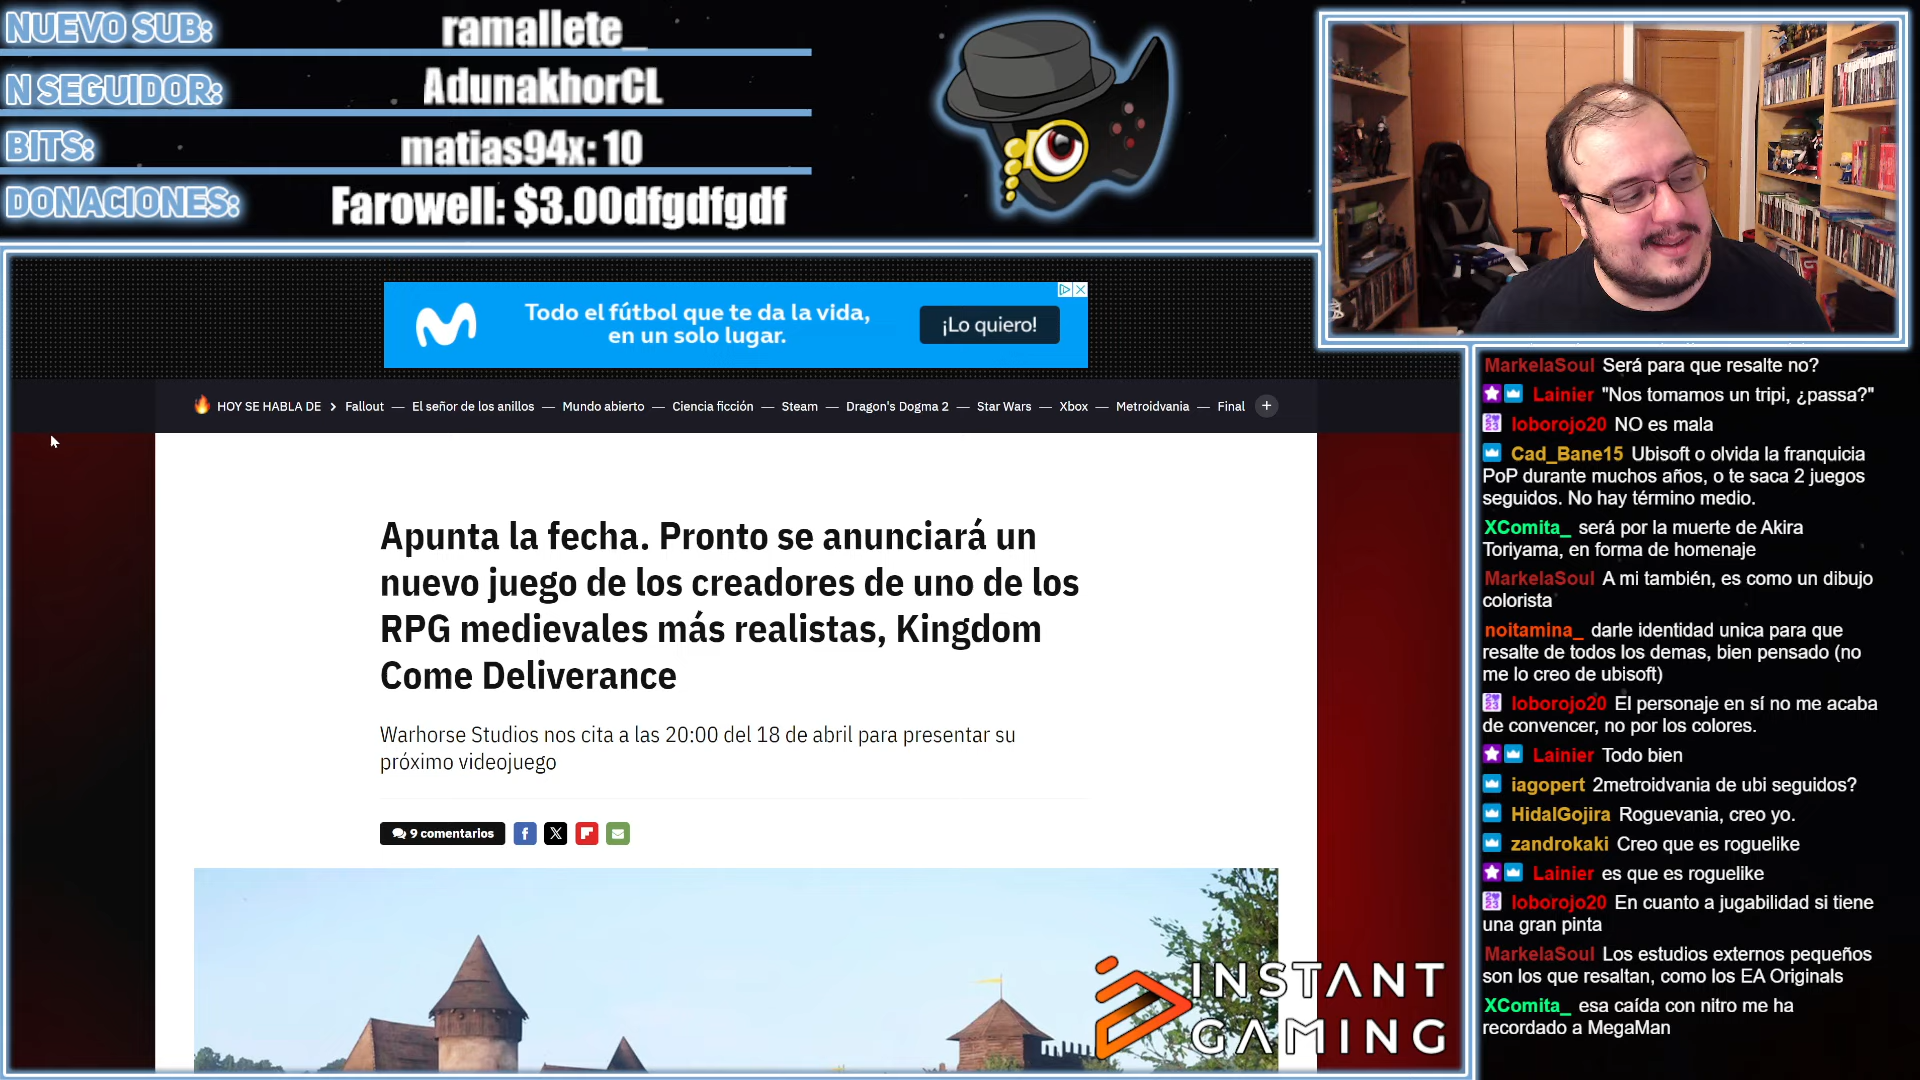 NUEVO SUB:
ramallete_
N SEGUIDOR:
AdunakhorCL
BITS:
matias94x: 10
DONACIONES:
Farowell: $3.00dfgdfgdf
Todo el fútbol que te da la vida,
en un solo lugar.
¡Lo quiero!
HOY SE HABLA DE > Fallout — El señor de los anillos — Mundo abierto — Ciencia ficción — Steam — Dragon's Dogma 2 — Star Wars — Xbox — Metroidvania — Final +
Apunta la fecha. Pronto se anunciará un
nuevo juego de los creadores de uno de los
RPG medievales más realistas, Kingdom
Come Deliverance
Warhorse Studios nos cita a las 20:00 del 18 de abril para presentar su
próximo videojuego
9 comentarios
INSTANT
GAMING
MarkelaSoul Será para que resalte no?
Lainier "Nos tomamos un tripi, ¿passa?"
loborojo20 NO es mala
Cad_Bane15 Ubisoft o olvida la franquicia
PoP durante muchos años, o te saca 2 juegos
seguidos. No hay término medio.
XComita_ será por la muerte de Akira
Toriyama, en forma de homenaje
MarkelaSoul A mi también, es como un dibujo
colorista
noitamina_ darle identidad unica para que
resalte de todos los demas, bien pensado (no
me lo creo de ubisoft)
loborojo20 El personaje en sí no me acaba
de convencer, no por los colores.
Lainier Todo bien
iagopert 2metroidvania de ubi seguidos?
HidalGojira Roguevania, creo yo.
zandrokaki Creo que es roguelike
Lainier es que es roguelike
loborojo20 En cuanto a jugabilidad si tiene
una gran pinta
MarkelaSoul Los estudios externos pequeños
son los que resaltan, como los EA Originals
XComita_ esa caída con nitro me ha
recordado a MegaMan